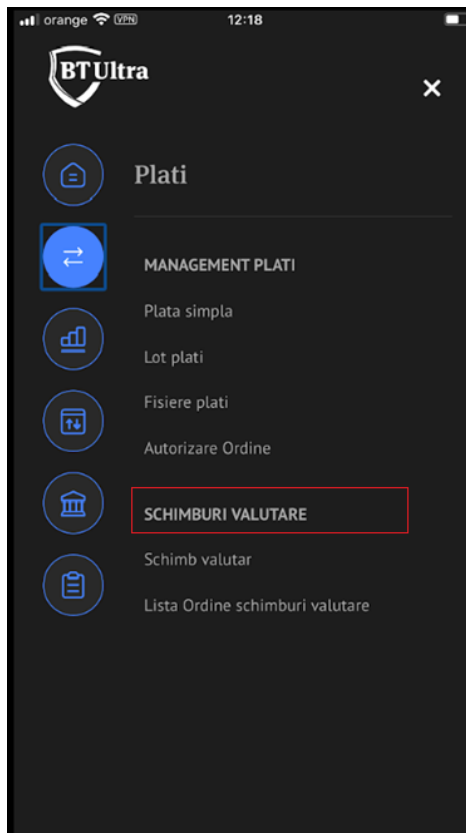 orange VPN 12:18
BT Ultra
Plati
MANAGEMENT PLATI
Plata simpla
Lot plati
Fisiere plati
Autorizare Ordine
SCHIMBURI VALUTARE
Schimb valutar
Lista Ordine schimburi valutare